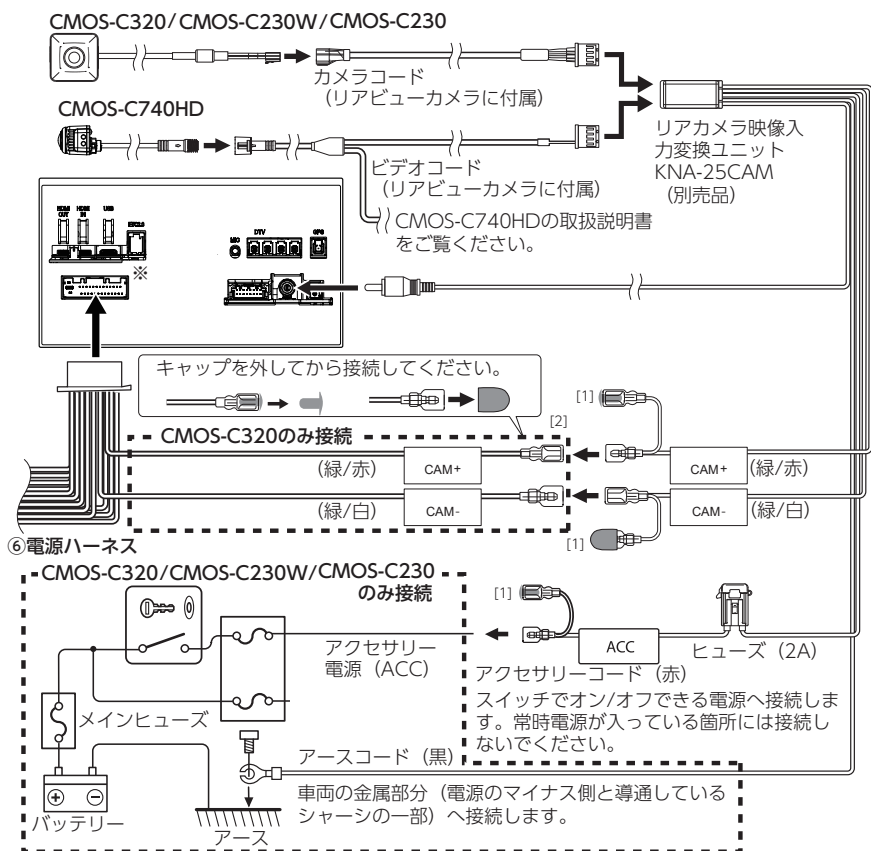 CMOS-C320/CMOS-C230W/CMOS-C230
カメラコード
（リアビューカメラに付属）
CMOS-C740HD
ビデオコード
（リアビューカメラに付属）
CMOS-C740HDの取扱説明書
をご覧ください。
リアカメラ映像入
力変換ユニット
KNA-25CAM
（別売品）
HDMI
OUT
HDMI
IN
USB
ETC2.0
※
MIC
DTV
GPS
キャップを外してから接続してください。
[1]
[2]
CMOS-C320のみ接続
(緑/赤)
CAM+
CAM+
(緑/赤)
(緑/白)
CAM-
CAM-
(緑/白)
[1]
⑥電源ハーネス
CMOS-C320/CMOS-C230W/CMOS-C230
のみ接続
[1]
アクセサリー
電源（ACC）
ACC
ヒューズ（2A）
アクセサリーコード（赤）
スイッチでオン/オフできる電源へ接続しま
す。常時電源が入っている箇所には接続し
ないでください。
メインヒューズ
アースコード（黒）
車両の金属部分（電源のマイナス側と導通している
シャーシの一部）へ接続します。
⊕ ⊖
バッテリー
アース